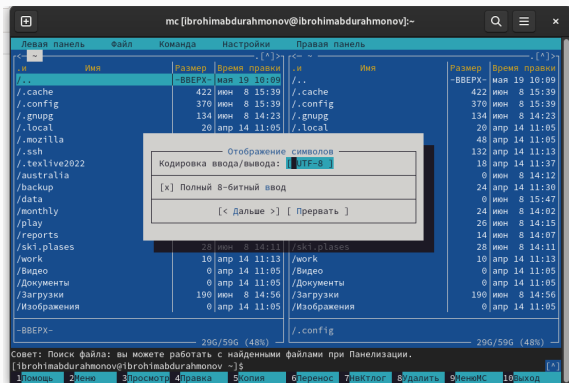 mc [ibrohimabdurahmonov@ibrohimabdurahmonov]:~
Левая панель Файл Команда Настройки Правая панель
<─ ~ ─.[^]> <─ ~ ─.[^]>
.и Имя Размер Время правки .и Имя Размер Время правки
/.. -ВВЕРХ- мая 19 10:09 /.. -ВВЕРХ- мая 19 10:09
/.cache 422 июн 8 15:39 /.cache 422 июн 8 15:39
/.config 370 июн 8 15:39 /.config 370 июн 8 15:39
/.gnupg 134 июн 8 14:23 /.gnupg 134 июн 8 14:23
/.local 20 апр 14 11:05 /.local 20 апр 14 11:05
/.mozilla 48 апр 14 11:05
/.ssh 132 апр 14 11:13
/.texlive2022 18 апр 14 11:37
/australia 0 июн 8 14:12
/backup 24 апр 14 11:30
/data 0 июн 8 15:47
/monthly 24 июн 8 14:02
/play 26 июн 8 14:15
/reports 14 июн 8 14:07
/ski.plases 28 июн 8 14:11 /ski.plases 28 июн 8 14:11
/work 10 апр 14 11:13 /work 10 апр 14 11:13
/Видео 0 апр 14 11:05 /Видео 0 апр 14 11:05
/Документы 0 апр 14 11:05 /Документы 0 апр 14 11:05
/Загрузки 190 июн 8 14:56 /Загрузки 190 июн 8 14:56
/Изображения 0 апр 14 11:05 /Изображения 0 апр 14 11:05
Отображение символов
Кодировка ввода/вывода: [ UTF-8 ]
[x] Полный 8-битный ввод
[< Дальше >] [ Прервать ]
-ВВЕРХ- /.config
29G/59G (48%) 29G/59G (48%)
Совет: Поиск файла: вы можете работать с найденными файлами при Панелизации.
[ibrohimabdurahmonov@ibrohimabdurahmonov ~]$ [^]
1Помощь 2Меню 3Просмотр 4Правка 5Копия 6Перенос 7НвКтлог 8Удалить 9МенюMC 10Выход